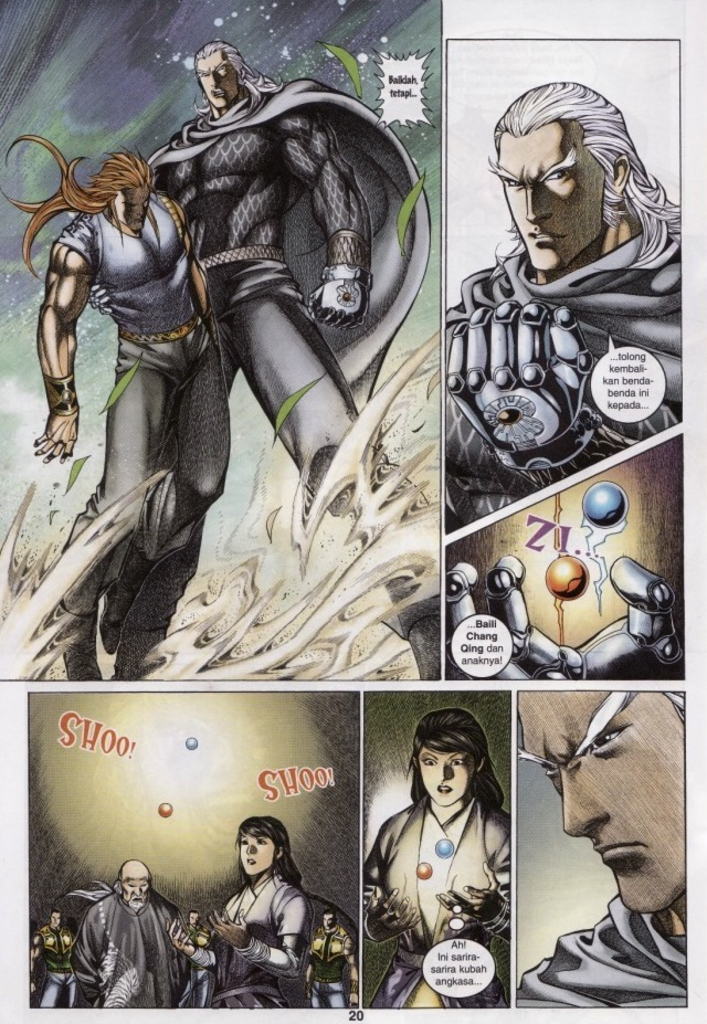 Baiklah,
tetapi...
...tolong
kembali-
kan benda-
benda ini
kepada...
ZI...
...Baili
Chang
Qing dan
anaknya!
SHOO!
SHOO!
Ah!
Ini sarira-
sarira kubah
angkasa...
20